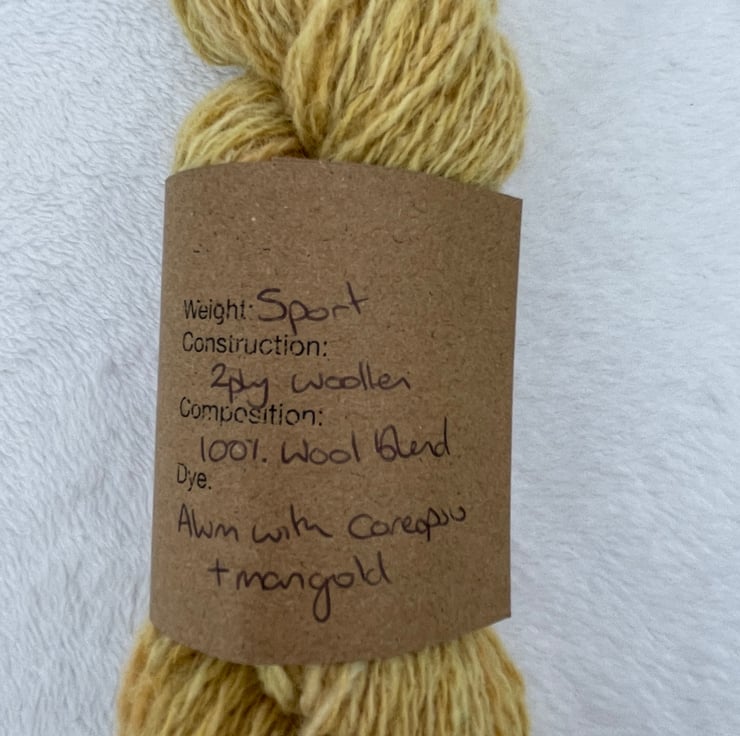 Weight: Sport
Construction:
2ply woollen
Composition:
100% Wool Blend
Dye:
Alum with Coreopsis
+ marigold